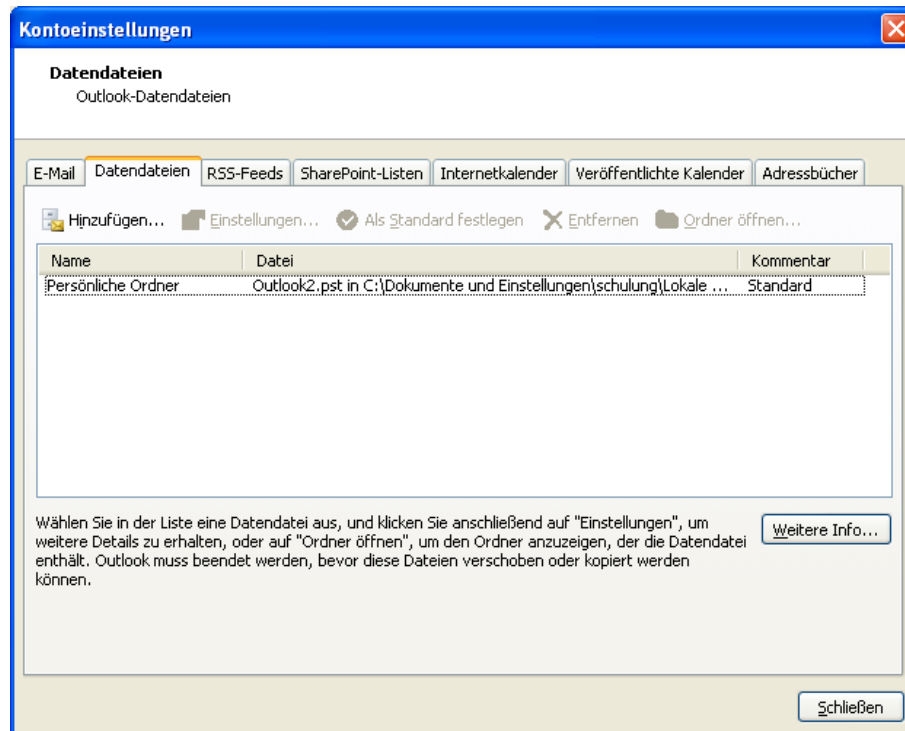 Kontoeinstellungen
Datendateien
Outlook-Datendateien
E-Mail Datendateien RSS-Feeds SharePoint-Listen Internetkalender Veröffentlichte Kalender Adressbücher
Hinzufügen... Einstellungen... Als Standard festlegen Entfernen Ordner öffnen...
Name Datei Kommentar
Persönliche Ordner Outlook2.pst in C:\Dokumente und Einstellungen\schulung\Lokale ... Standard
Wählen Sie in der Liste eine Datendatei aus, und klicken Sie anschließend auf "Einstellungen", um
weitere Details zu erhalten, oder auf "Ordner öffnen", um den Ordner anzuzeigen, der die Datendatei
enthält. Outlook muss beendet werden, bevor diese Dateien verschoben oder kopiert werden
können.
Weitere Info...
Schließen